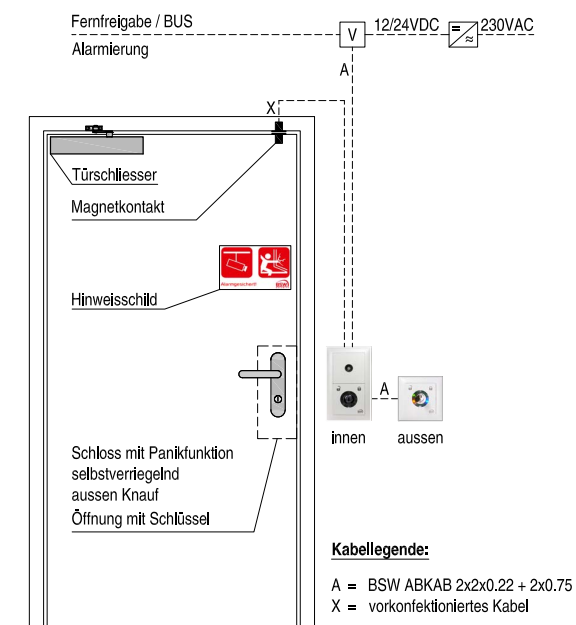 Fernfreigabe / BUS
Alarmierung
V
12/24VDC
230VAC
A
X
Türschliesser
Magnetkontakt
Hinweisschild
Alarmgesichert!
A
innen
aussen
Schloss mit Panikfunktion
selbstverriegelnd
aussen Knauf
Öffnung mit Schlüssel
Kabellegende:
A = BSW ABKAB 2x2x0.22 + 2x0.75
X = vorkonfektioniertes Kabel